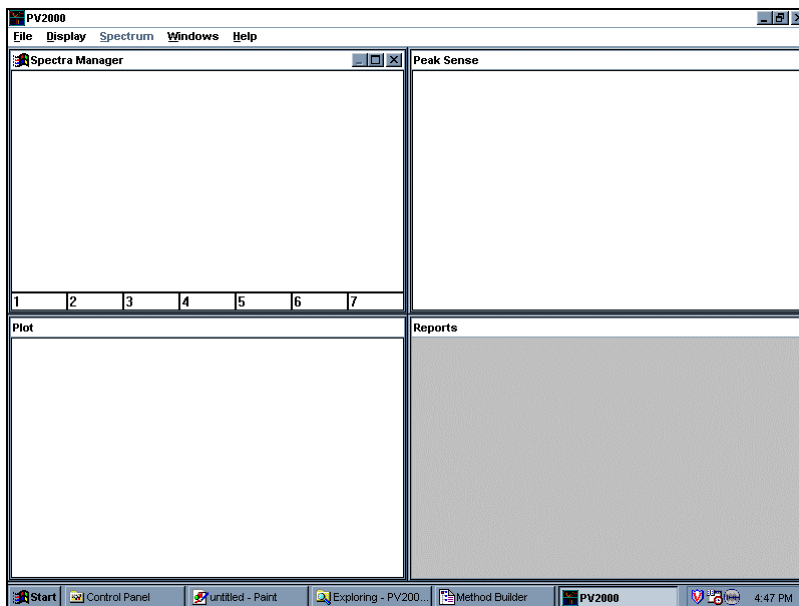 PV2000
File Display Spectrum Windows Help
Spectra Manager
Peak Sense
1 2 3 4 5 6 7
Plot
Reports
Start Control Panel untitled - Paint Exploring - PV200... Method Builder PV2000 4:47 PM